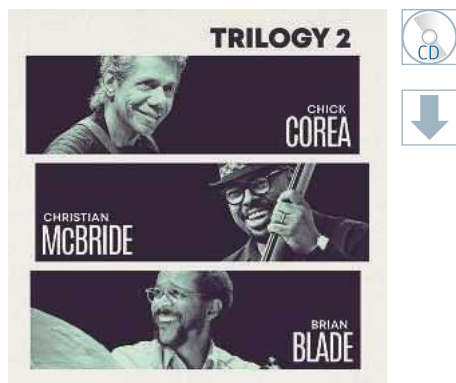 TRILOGY 2
CD
CHICK
COREA
CHRISTIAN
McBRIDE
BRIAN
BLADE